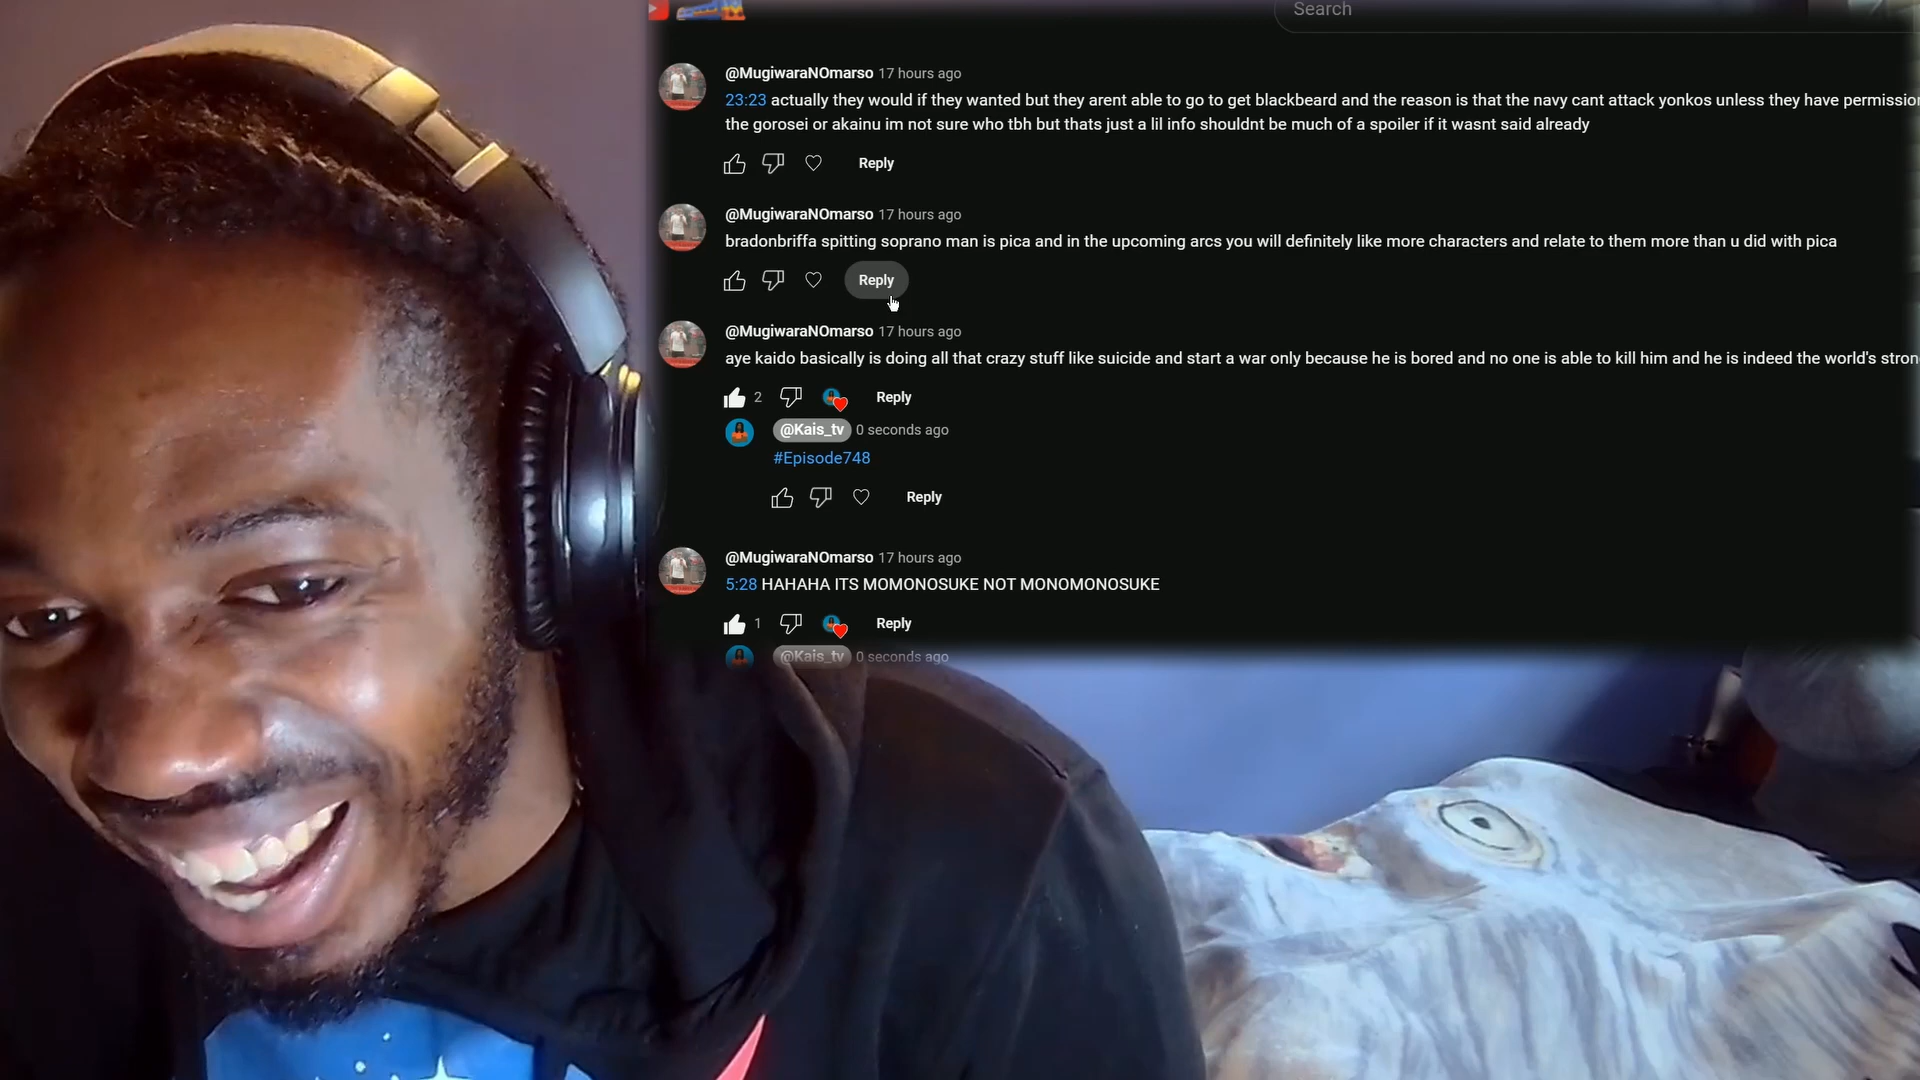 Search
@MugiwaraNOmarso 17 hours ago
23:23 actually they would if they wanted but they arent able to go to get blackbeard and the reason is that the navy cant attack yonkos unless they have permission
the gorosei or akainu im not sure who tbh but thats just a lil info shouldnt be much of a spoiler if it wasnt said already
Reply
@MugiwaraNOmarso 17 hours ago
bradonbriffa spitting soprano man is pica and in the upcoming arcs you will definitely like more characters and relate to them more than u did with pica
Reply
@MugiwaraNOmarso 17 hours ago
aye kaido basically is doing all that crazy stuff like suicide and start a war only because he is bored and no one is able to kill him and he is indeed the world's stron
2 Reply
@Kais_tv 0 seconds ago
#Episode748
Reply
@MugiwaraNOmarso 17 hours ago
5:28 HAHAHA ITS MOMONOSUKE NOT MONOMONOSUKE
1 Reply
@Kais_tv 0 seconds ago